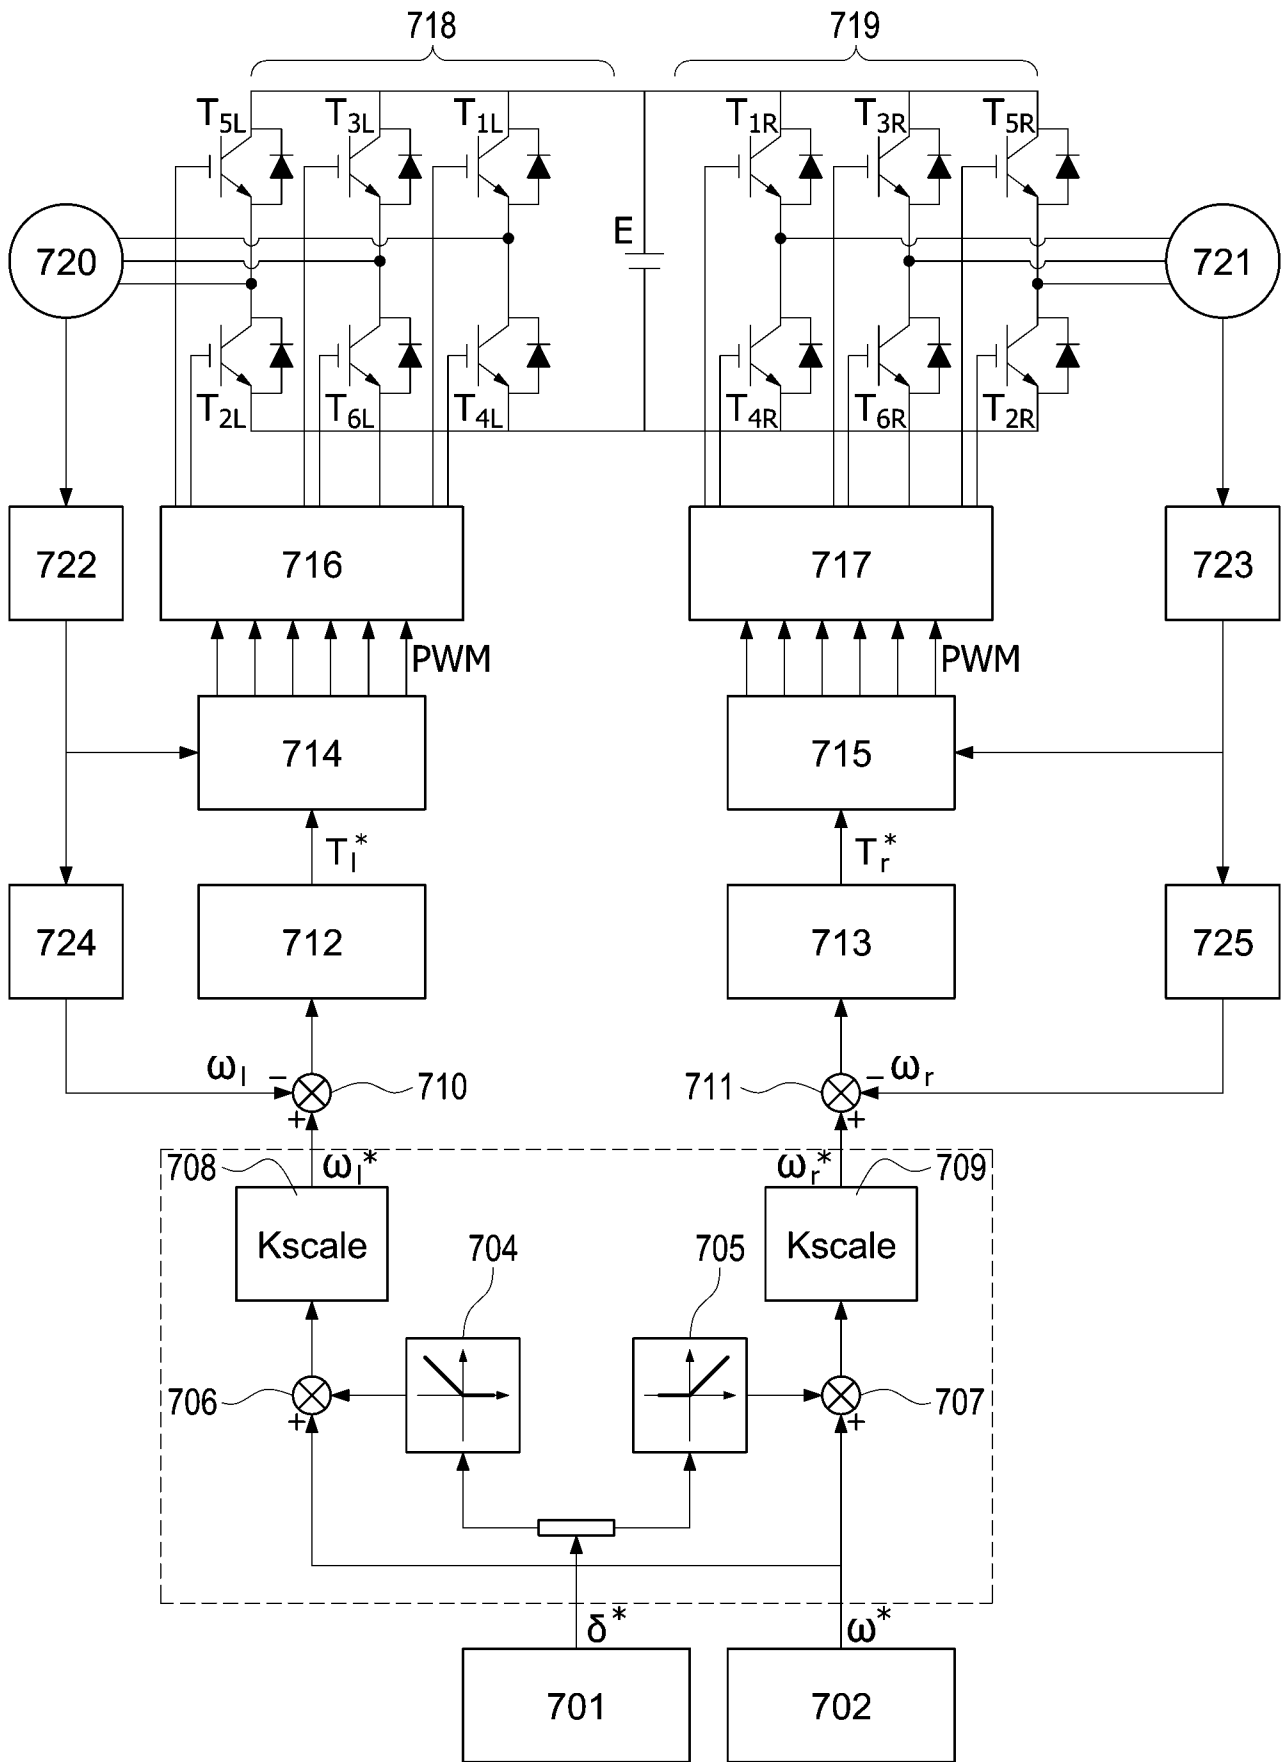 718 719
T5L T3L T1L T1R T3R T5R
E
720 721
T2L T6L T4L T4R T6R T2R
722 716 717 723
PWM PWM
714 715
Tl* Tr*
724 712 713 725
ωl − − ωr
710 711
+ +
708 ωl* ωr* 709
Kscale 704 705 Kscale
706 707
+ +
δ* ω*
701 702